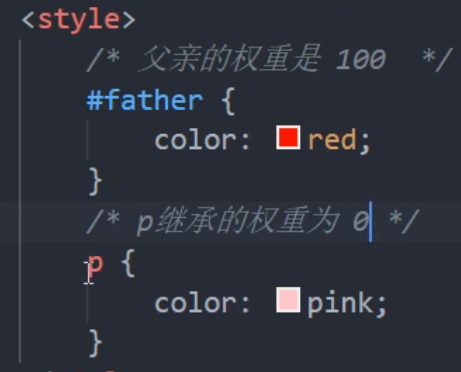 <style>
/* 父亲的权重是 100 */
#father {
color: red;
}
/* p继承的权重为 0 */
p {
color: pink;
}